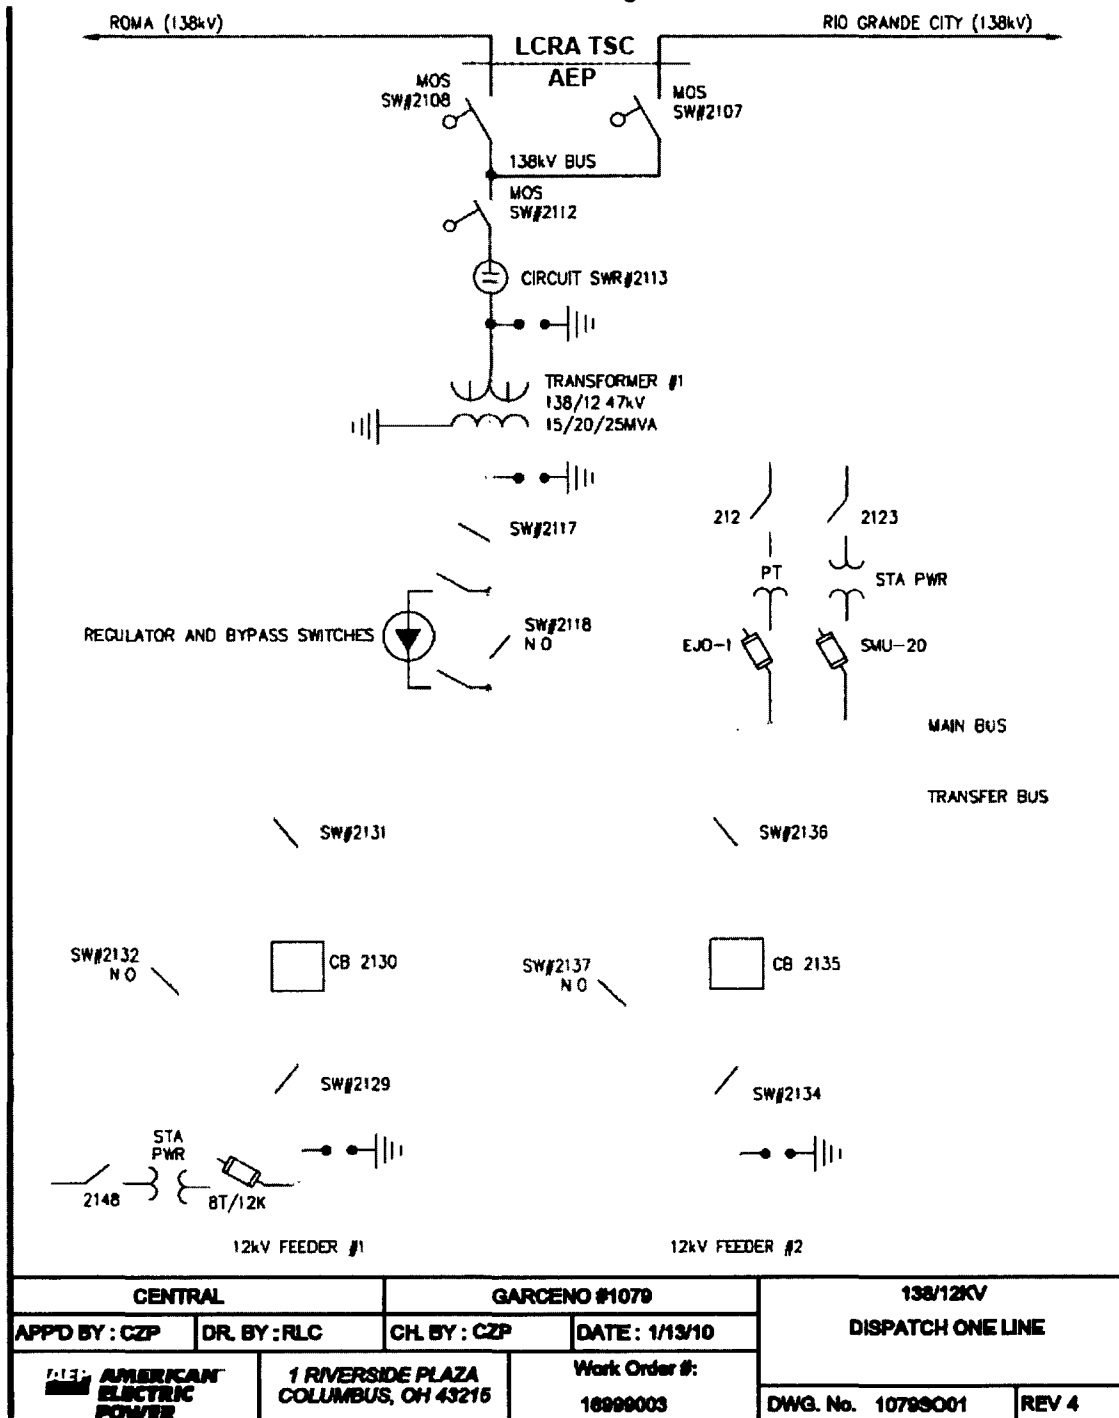 ROMA (138kV)
RIO GRANDE CITY (138kV)
LCRA TSC
AEP
MOS
SW#2108
MOS
SW#2107
138kV BUS
MOS
SW#2112
CIRCUIT SWR#2113
TRANSFORMER #1
138/12 47kV
15/20/25MVA
SW#2117
212
2123
PT
STA PWR
REGULATOR AND BYPASS SWITCHES
SW#2118
N O
EJO-1
SMU-20
MAIN BUS
TRANSFER BUS
SW#2131
SW#2136
SW#2132
N O
CB 2130
SW#2137
N O
CB 2135
SW#2129
SW#2134
STA
PWR
2148
8T/12K
12kV FEEDER #1
12kV FEEDER #2
CENTRAL
GARCENO #1079
138/12KV
DISPATCH ONE LINE
APP'D BY : CZP
DR. BY : RLC
CH. BY : CZP
DATE : 1/13/10
AEP AMERICAN
ELECTRIC
POWER
1 RIVERSIDE PLAZA
COLUMBUS, OH 43215
Work Order #:
16999003
DWG. No. 1079SO01
REV 4